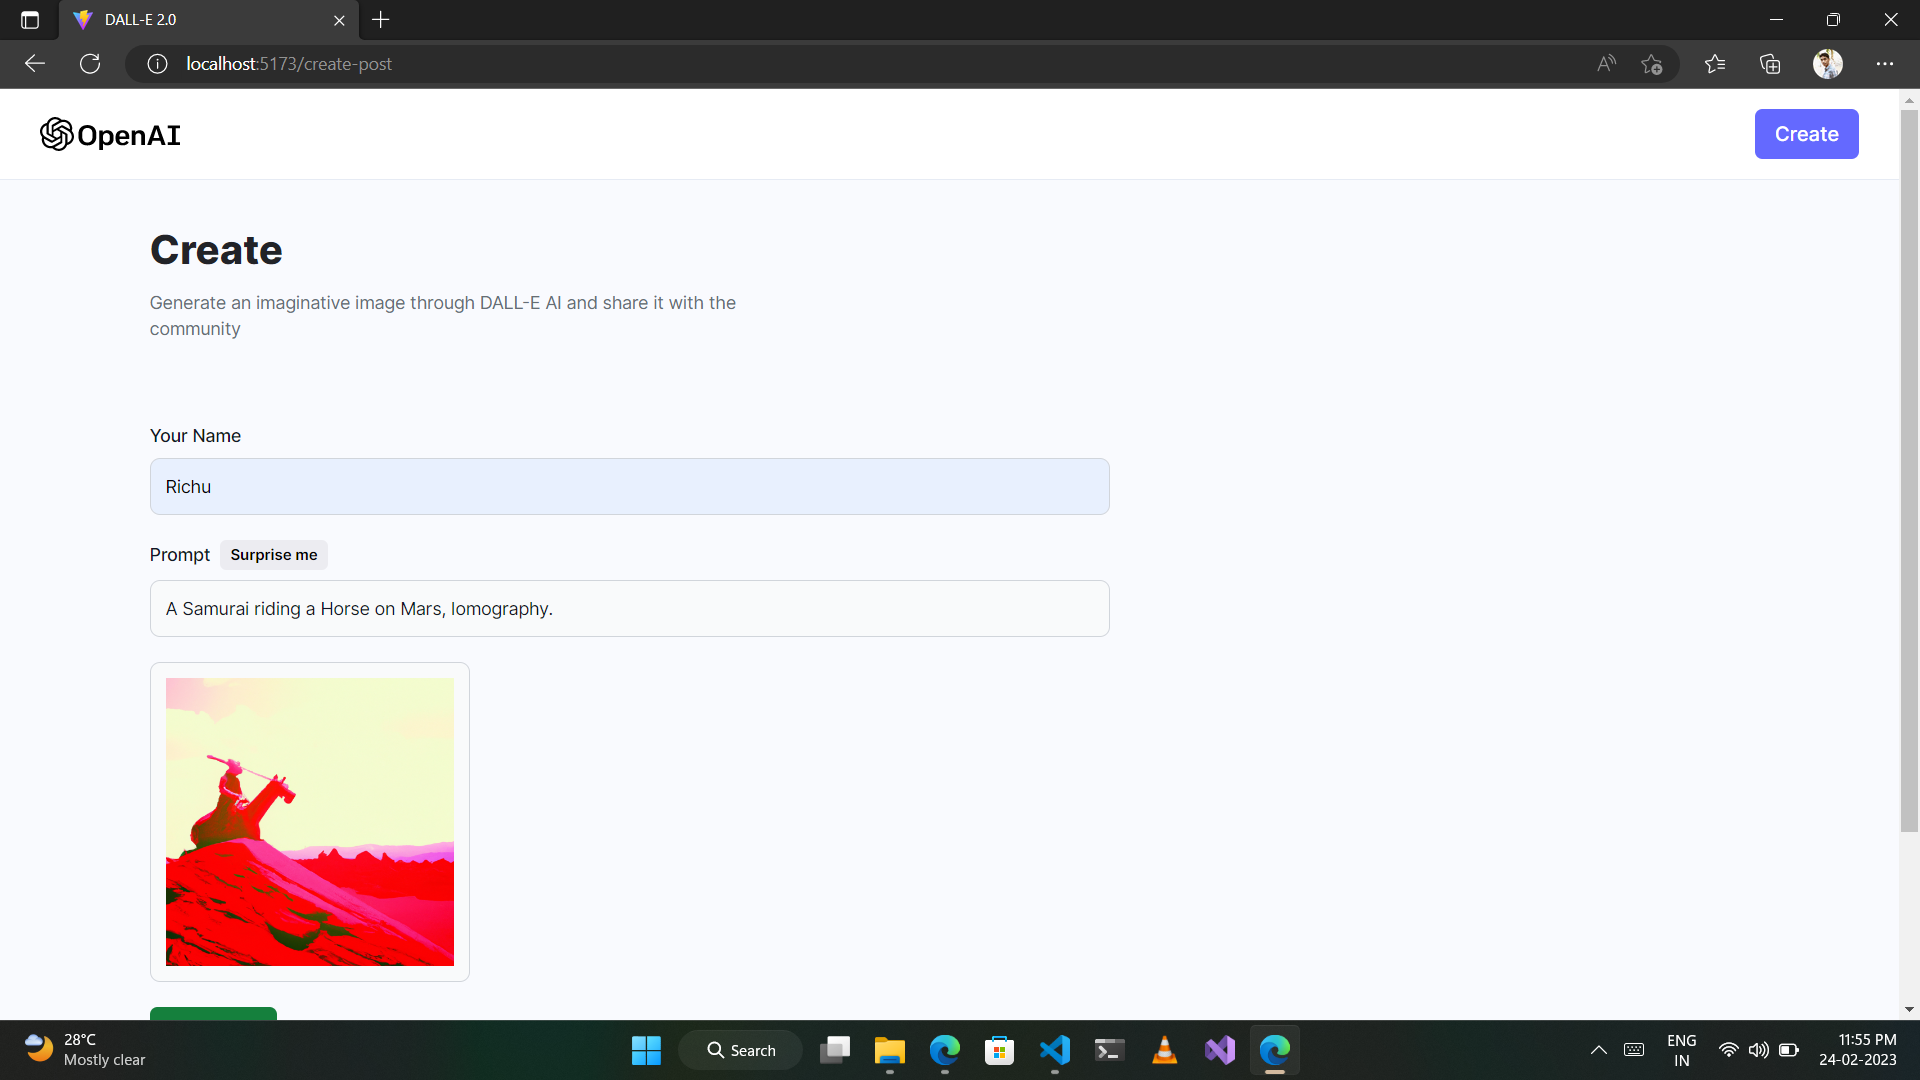 DALL-E 2.0
localhost:5173/create-post
OpenAI
Create
Create
Generate an imaginative image through DALL-E AI and share it with the
community
Your Name
Richu
Prompt
Surprise me
A Samurai riding a Horse on Mars, lomography.
28°C
Mostly clear
Search
ENG
IN
11:55 PM
24-02-2023